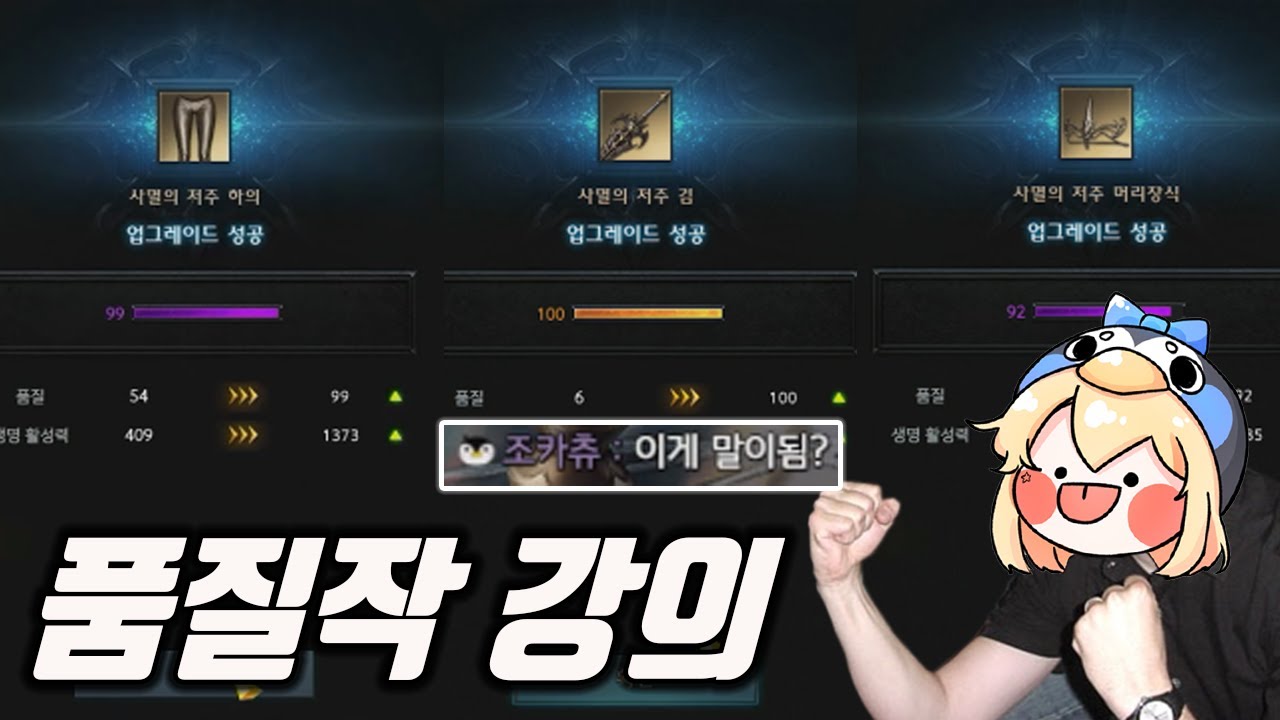 사멸의 저주 하의
업그레이드 성공
99
품질 54 99
생명 활성력 409 1373
사멸의 저주 검
업그레이드 성공
100
품질 6 100
조카츄 : 이게 말이됨?
사멸의 저주 머리장식
업그레이드 성공
92
품질
생명 활성력
품질작 강의